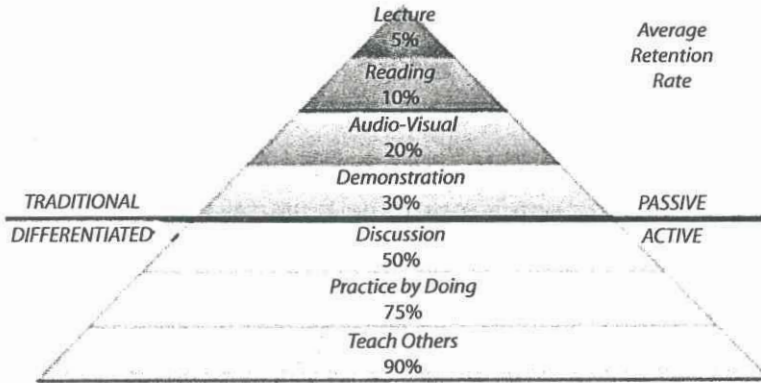 Lecture
5%
Average
Retention
Rate
Reading
10%
Audio-Visual
20%
Demonstration
30%
TRADITIONAL
PASSIVE
DIFFERENTIATED
ACTIVE
Discussion
50%
Practice by Doing
75%
Teach Others
90%